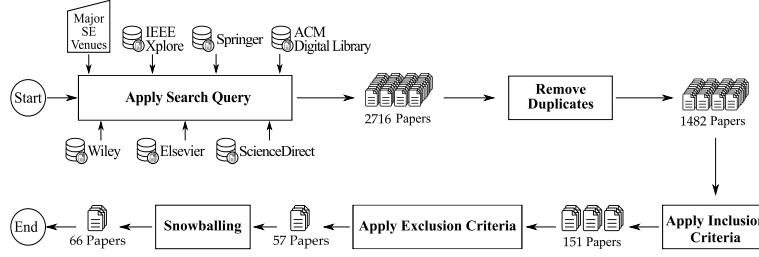 Major
SE
Venues
IEEE
Xplore
Springer
ACM
Digital Library
Start
Apply Search Query
2716 Papers
Remove
Duplicates
1482 Papers
Wiley
Elsevier
ScienceDirect
End
66 Papers
Snowballing
57 Papers
Apply Exclusion Criteria
151 Papers
Apply Inclusion
Criteria